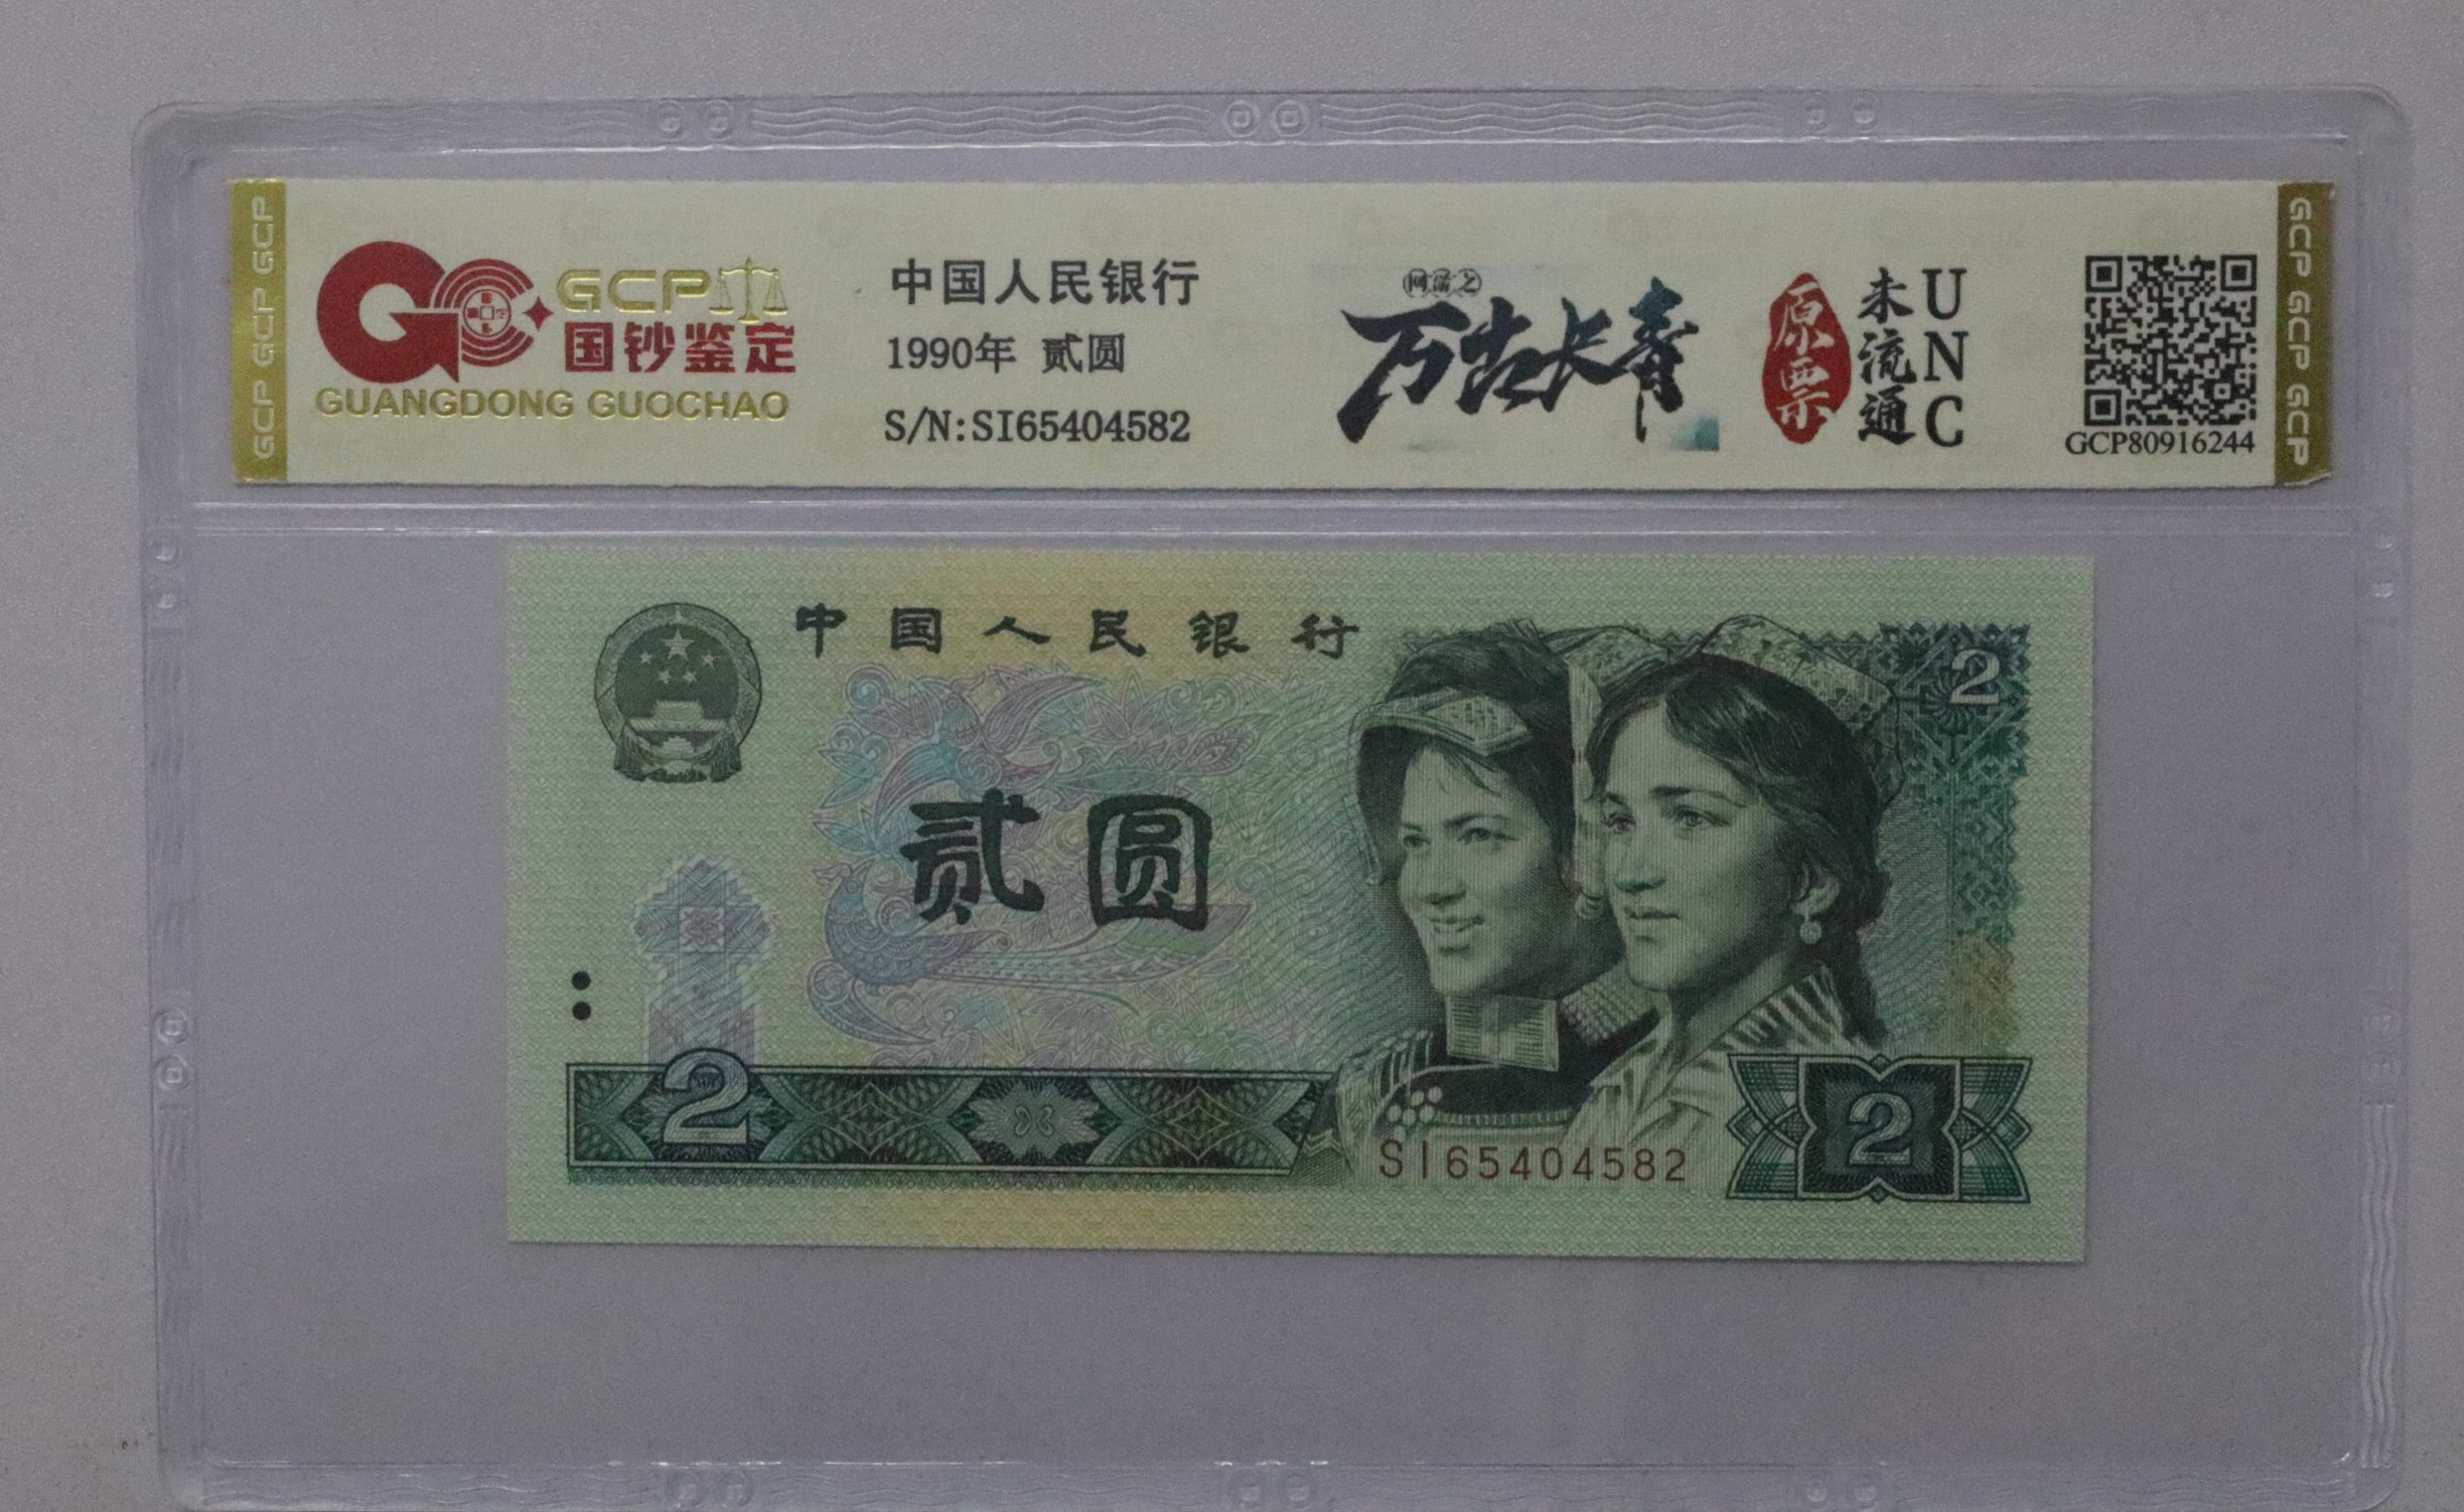 GCP GCP GCP
GCP
国钞鉴定
GUANGDONG GUOCHAO
中国人民银行
1990年 贰圆
S/N:SI65404582
万古长青
原票
未流通
UNC
GCP80916244
GCP GCP GCP
中国人民银行
2
贰圆
2
SI65404582
2